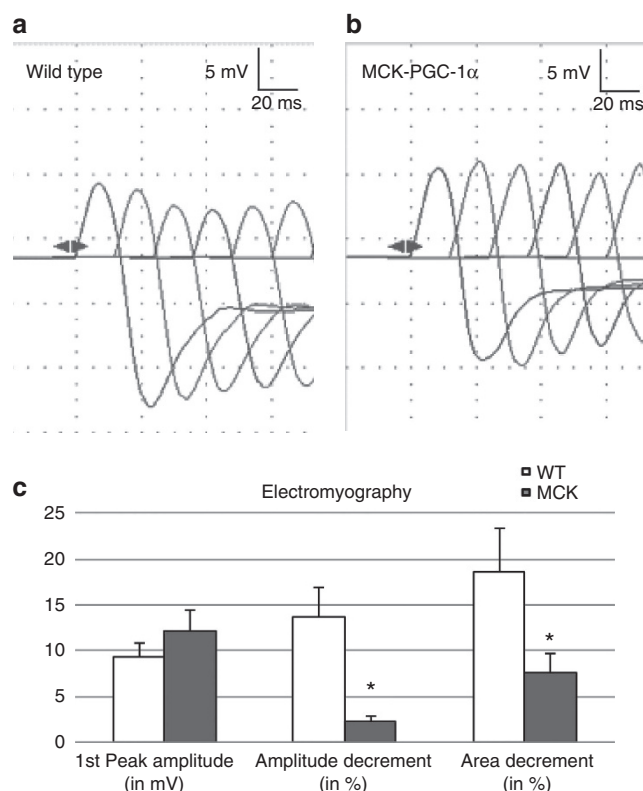 a
Wild type
5 mV
20 ms
b
MCK-PGC-1α
5 mV
20 ms
c
Electromyography
WT
MCK
25
20
15
10
5
0
*
*
1st Peak amplitude
(in mV)
Amplitude decrement
(in %)
Area decrement
(in %)